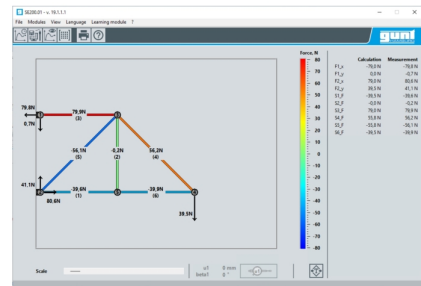 SE200.01 - v. 19.1.1.1
File Modules View Language Learning module ?
gunt
Force, N
80
70
60
50
40
30
20
10
0
-10
-20
-30
-40
-50
-60
-70
-80
Calculation Measurement
F1_x -79,0 N -79,8 N
F1_y 0,0 N -0,7 N
F2_x 79,0 N 80,6 N
F2_y 39,5 N 41,1 N
S1_F -39,5 N -39,6 N
S2_F -0,0 N -0,2 N
S3_F 79,0 N 79,9 N
S4_F 55,8 N 56,2 N
S5_F -55,8 N -56,1 N
S6_F -39,5 N -39,9 N
79,8N
0,7N
79,9N
(3)
-56,1N
(5)
-0,2N
(2)
56,2N
(4)
41,1N
80,6N
-39,6N
(1)
-39,9N
(6)
39,5N
Scale
0 mm
0 °